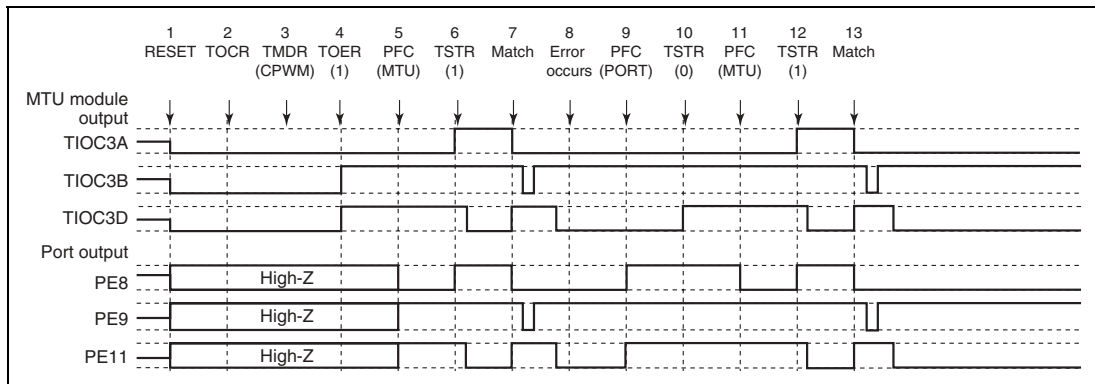 1 2 3 4 5 6 7 8 9 10 11 12 13
RESET TOCR TMDR TOER PFC TSTR Match Error PFC TSTR PFC TSTR Match
(CPWM) (1) (MTU) (1) occurs (PORT) (0) (MTU) (1)
MTU module
output
TIOC3A
TIOC3B
TIOC3D
Port output
PE8 High-Z
PE9 High-Z
PE11 High-Z